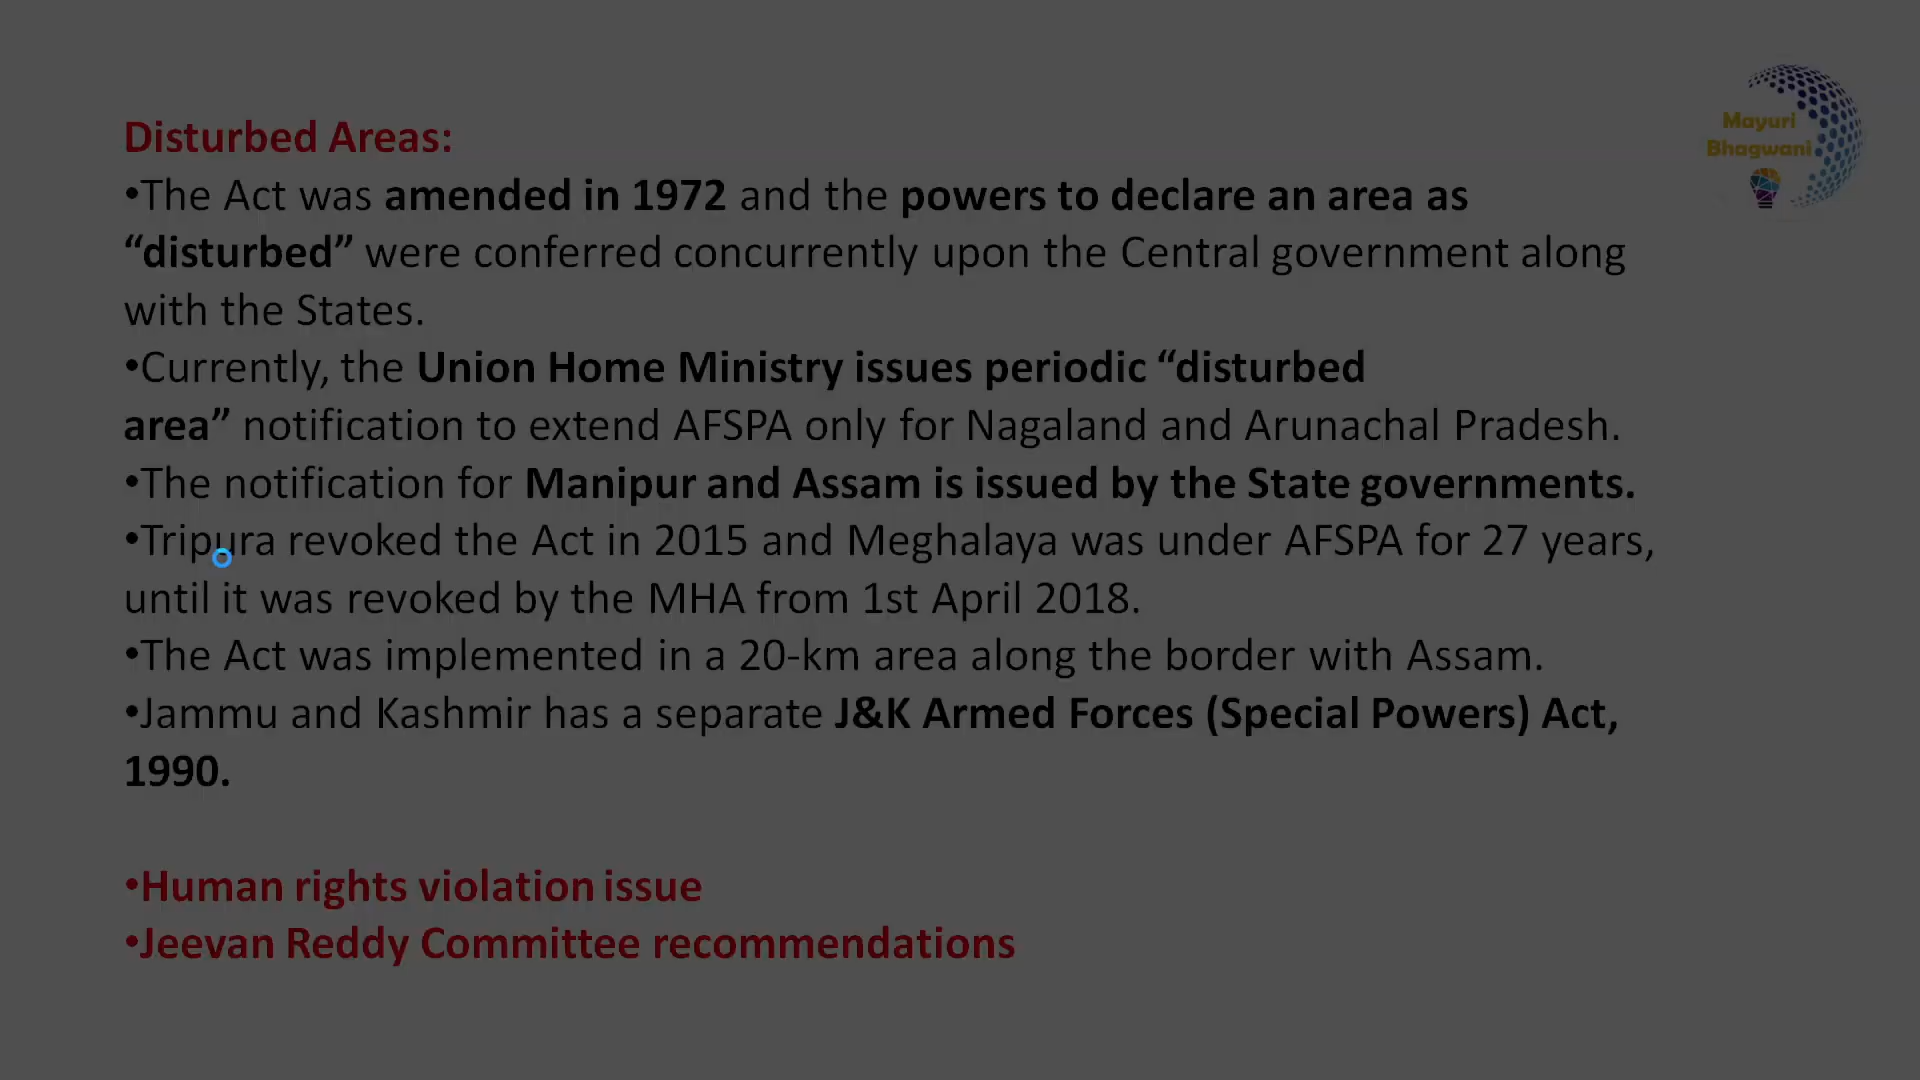 Mayuri
Bhagwani
Disturbed Areas:
•The Act was amended in 1972 and the powers to declare an area as
“disturbed” were conferred concurrently upon the Central government along
with the States.
•Currently, the Union Home Ministry issues periodic “disturbed
area” notification to extend AFSPA only for Nagaland and Arunachal Pradesh.
•The notification for Manipur and Assam is issued by the State governments.
•Tripura revoked the Act in 2015 and Meghalaya was under AFSPA for 27 years,
until it was revoked by the MHA from 1st April 2018.
•The Act was implemented in a 20-km area along the border with Assam.
•Jammu and Kashmir has a separate J&K Armed Forces (Special Powers) Act,
1990.
•Human rights violation issue
•Jeevan Reddy Committee recommendations